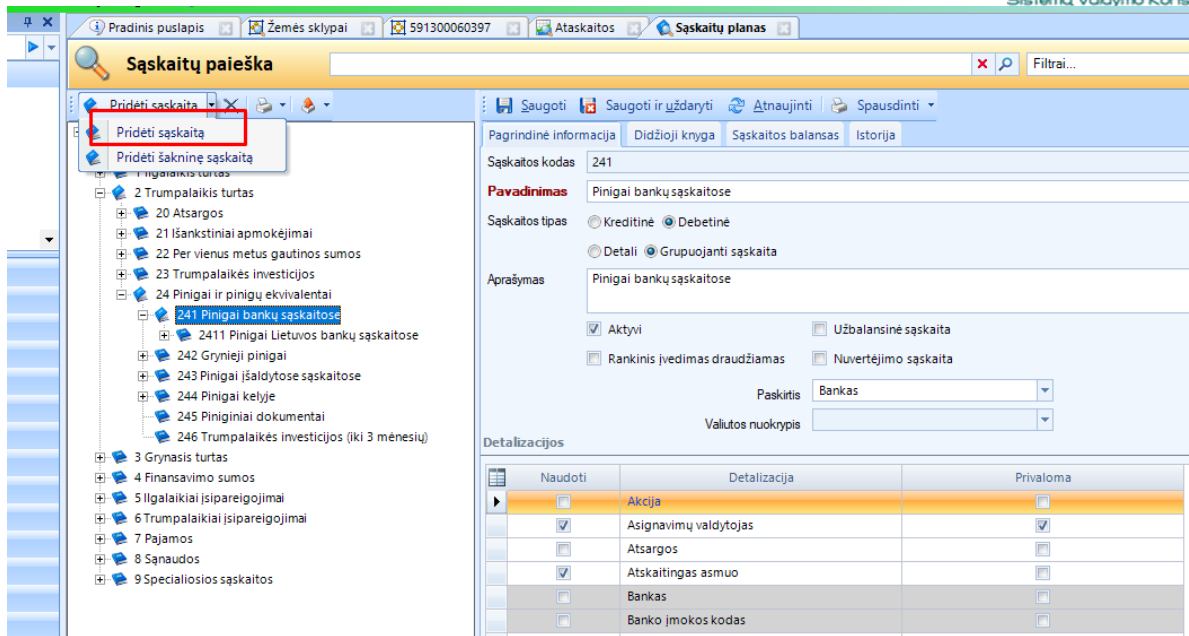 Pradinis puslapis
Žemės sklypai
591300060397
Ataskaitos
Sąskaitų planas
Sąskaitų paieška
Filtrai...
Pridėti sąskaitą
Pridėti sąskaitą
Pridėti šakninę sąskaitą
1 Ilgalaikis turtas
2 Trumpalaikis turtas
20 Atsargos
21 Išankstiniai apmokėjimai
22 Per vienus metus gautinos sumos
23 Trumpalaikės investicijos
24 Pinigai ir pinigų ekvivalentai
241 Pinigai bankų sąskaitose
2411 Pinigai Lietuvos bankų sąskaitose
242 Grynieji pinigai
243 Pinigai įšaldytose sąskaitose
244 Pinigai kelyje
245 Piniginiai dokumentai
246 Trumpalaikės investicijos (iki 3 mėnesių)
3 Grynasis turtas
4 Finansavimo sumos
5 Ilgalaikiai įsipareigojimai
6 Trumpalaikiai įsipareigojimai
7 Pajamos
8 Sąnaudos
9 Specialiosios sąskaitos
Saugoti
Saugoti ir uždaryti
Atnaujinti
Spausdinti
Pagrindinė informacija
Didžioji knyga
Sąskaitos balansas
Istorija
Sąskaitos kodas 241
Pavadinimas Pinigai bankų sąskaitose
Sąskaitos tipas Kreditinė Debetinė
Detali Grupuojanti sąskaita
Aprašymas Pinigai bankų sąskaitose
Aktyvi Užbalansinė sąskaita
Rankinis įvedimas draudžiamas Nuvertėjimo sąskaita
Paskirtis Bankas
Valiutos nuokrypis
Detalizacijos
Naudoti Detalizacija Privaloma
Akcija
Asignavimų valdytojas
Atsargos
Atskaitingas asmuo
Bankas
Banko įmokos kodas